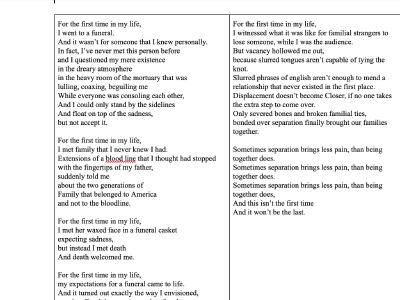 For the first time in my life,
I went to a funeral.
And it wasn't for someone that I knew personally.
In fact, I've never met this person before
and I questioned my mere existence
in the dreary atmosphere
in the heavy room of the mortuary that was
lulling, coaxing, beguiling me
While everyone was consoling each other,
And I could only stand by the sidelines
And float on top of the sadness,
but not accept it.

For the first time in my life,
I met family that I never knew I had.
Extensions of a blood line that I thought had stopped
with the fingertips of my father,
suddenly told me
about the two generations of
Family that belonged to America
and not to the bloodline.

For the first time in my life,
I met her waxed face in a funeral casket
expecting sadness,
but instead I met death
And death welcomed me.

For the first time in my life,
my expectations for a funeral came to life.
And it turned out exactly the way I envisioned,

For the first time in my life,
I witnessed what it was like for familial strangers to
lose someone, while I was the audience.
But vacancy hollowed me out,
because slurred tongues aren't capable of tying the
knot.
Slurred phrases of english aren't enough to mend a
relationship that never existed in the first place.
Displacement doesn't become Closer, if no one takes
the extra step to come over.
Only severed bones and broken familial ties,
bonded over separation finally brought our families
together.

Sometimes separation brings less pain, than being
together does.
Sometimes separation brings less pain, than being
together does.
Sometimes separation brings less pain, than being
together does,
And this isn't the first time
And it won't be the last.